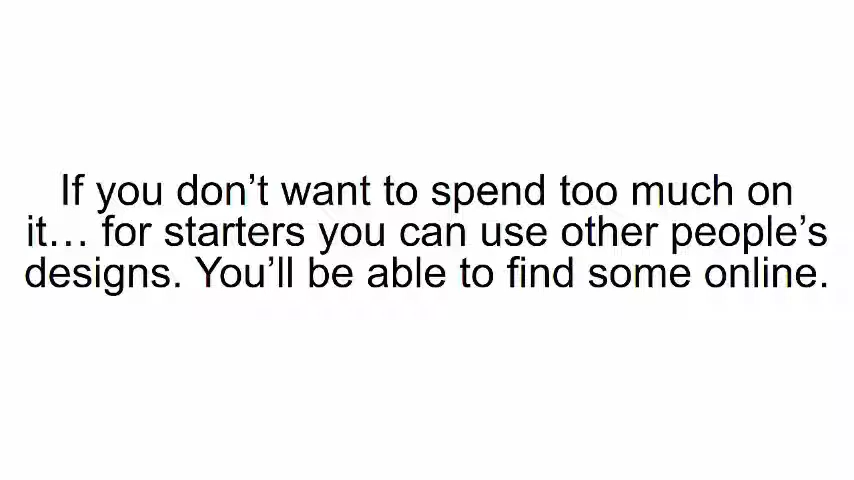 If you don’t want to spend too much on
it… for starters you can use other people’s
designs. You’ll be able to find some online.